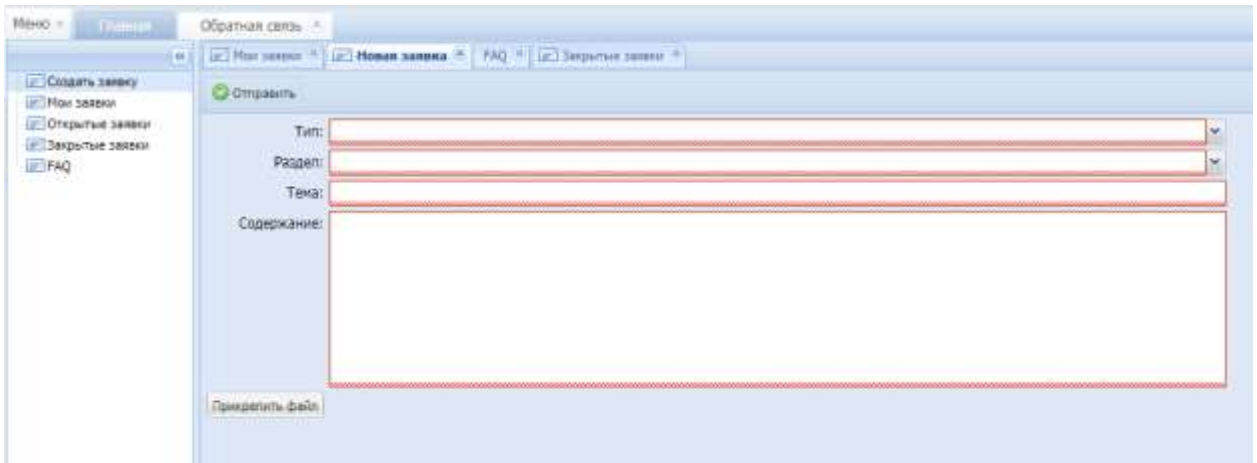 Меню Главная Обратная связь
Мои заявки Новая заявка FAQ Закрытые заявки
Создать заявку
Мои заявки
Открытые заявки
Закрытые заявки
FAQ
Отправить
Тип:
Раздел:
Тема:
Содержание:
Прикрепить файл